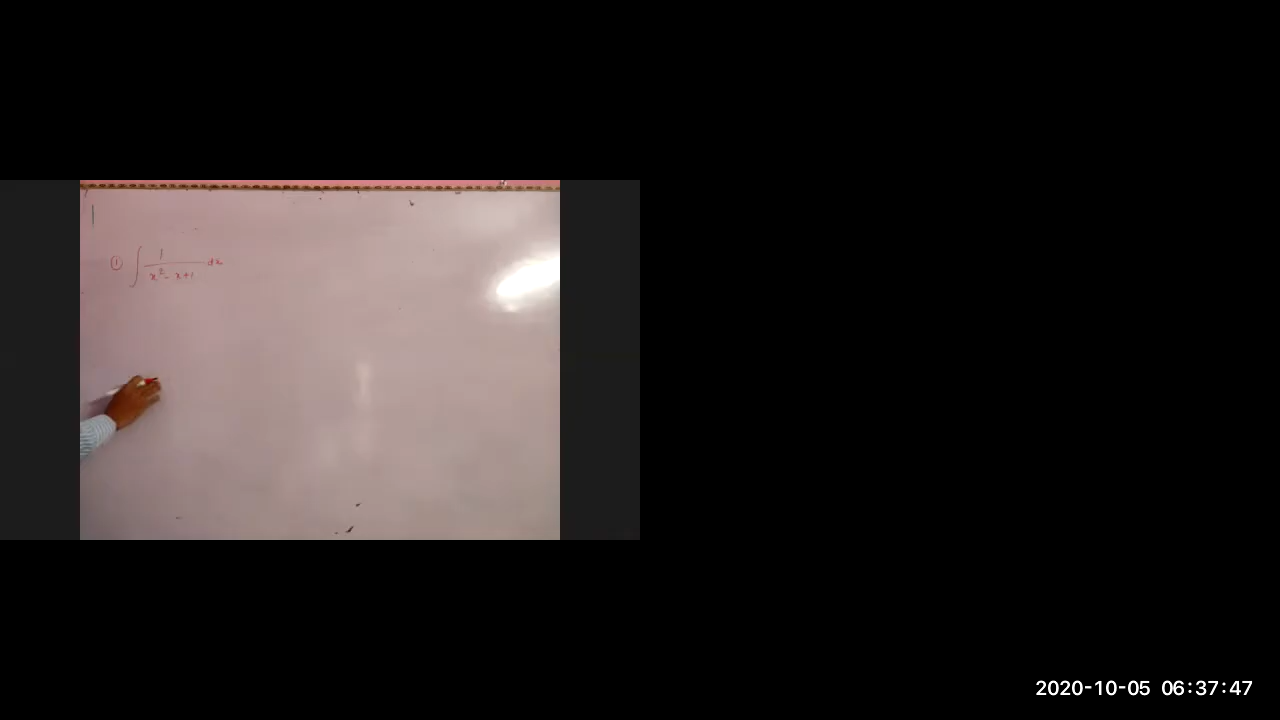 ① ∫ 1/(x² - x + 1) dx
2020-10-05 06:37:47